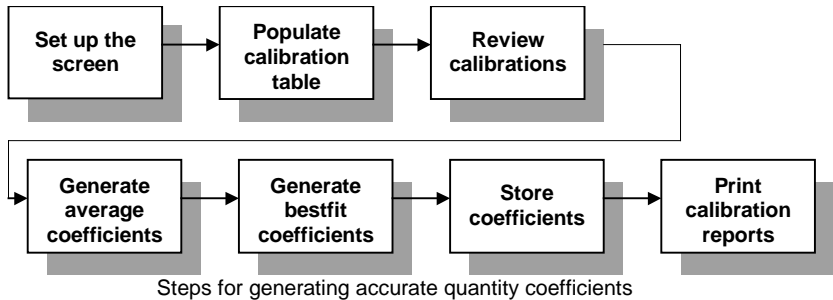 Set up the
screen
Populate
calibration
table
Review
calibrations
Generate
average
coefficients
Generate
bestfit
coefficients
Store
coefficients
Print
calibration
reports
Steps for generating accurate quantity coefficients